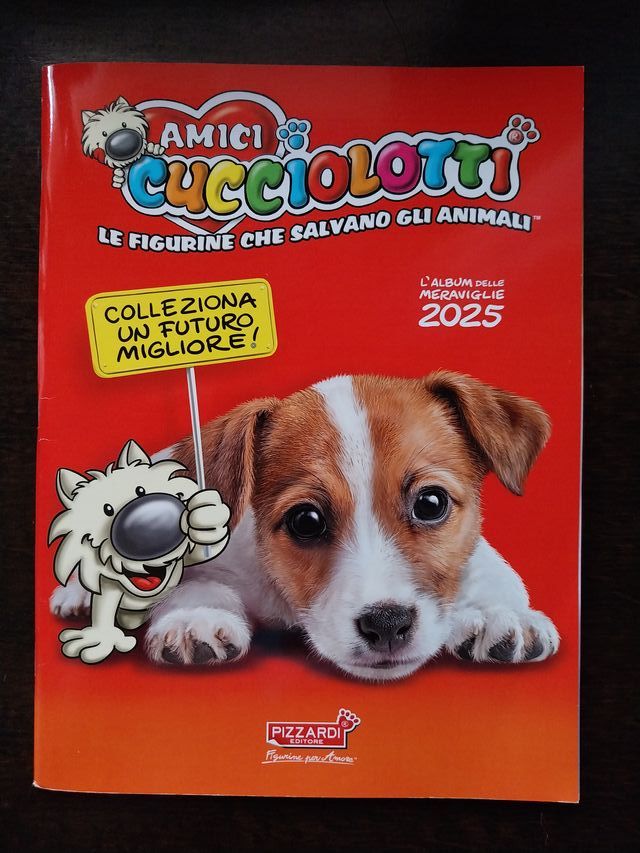 AMICI
CUCCIOLOTTI®
LE FIGURINE CHE SALVANO GLI ANIMALI™
L'ALBUM DELLE
MERAVIGLIE
2025
COLLEZIONA
UN FUTURO
MIGLIORE!
PIZZARDI
EDITORE
Figurine per Amore™